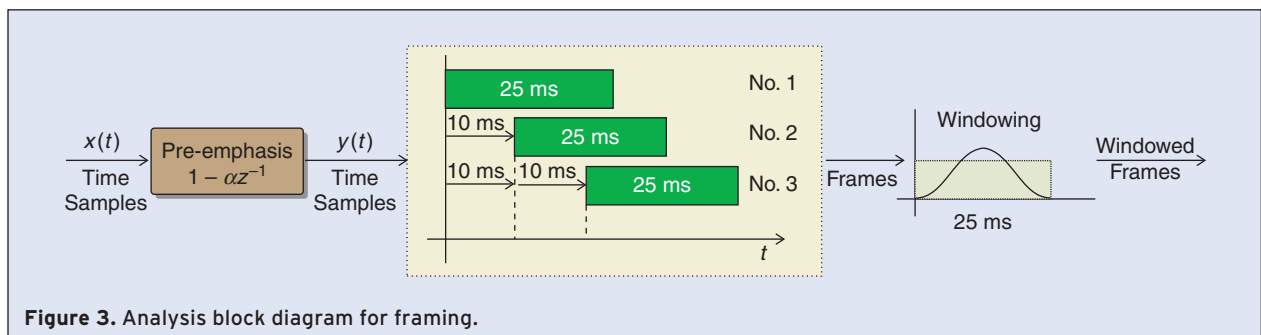 x(t)
Time
Samples
Pre-emphasis
1 − αz⁻¹
y(t)
Time
Samples
25 ms
No. 1
10 ms
25 ms
No. 2
10 ms
10 ms
25 ms
No. 3
t
Frames
Windowing
25 ms
Windowed
Frames
Figure 3. Analysis block diagram for framing.